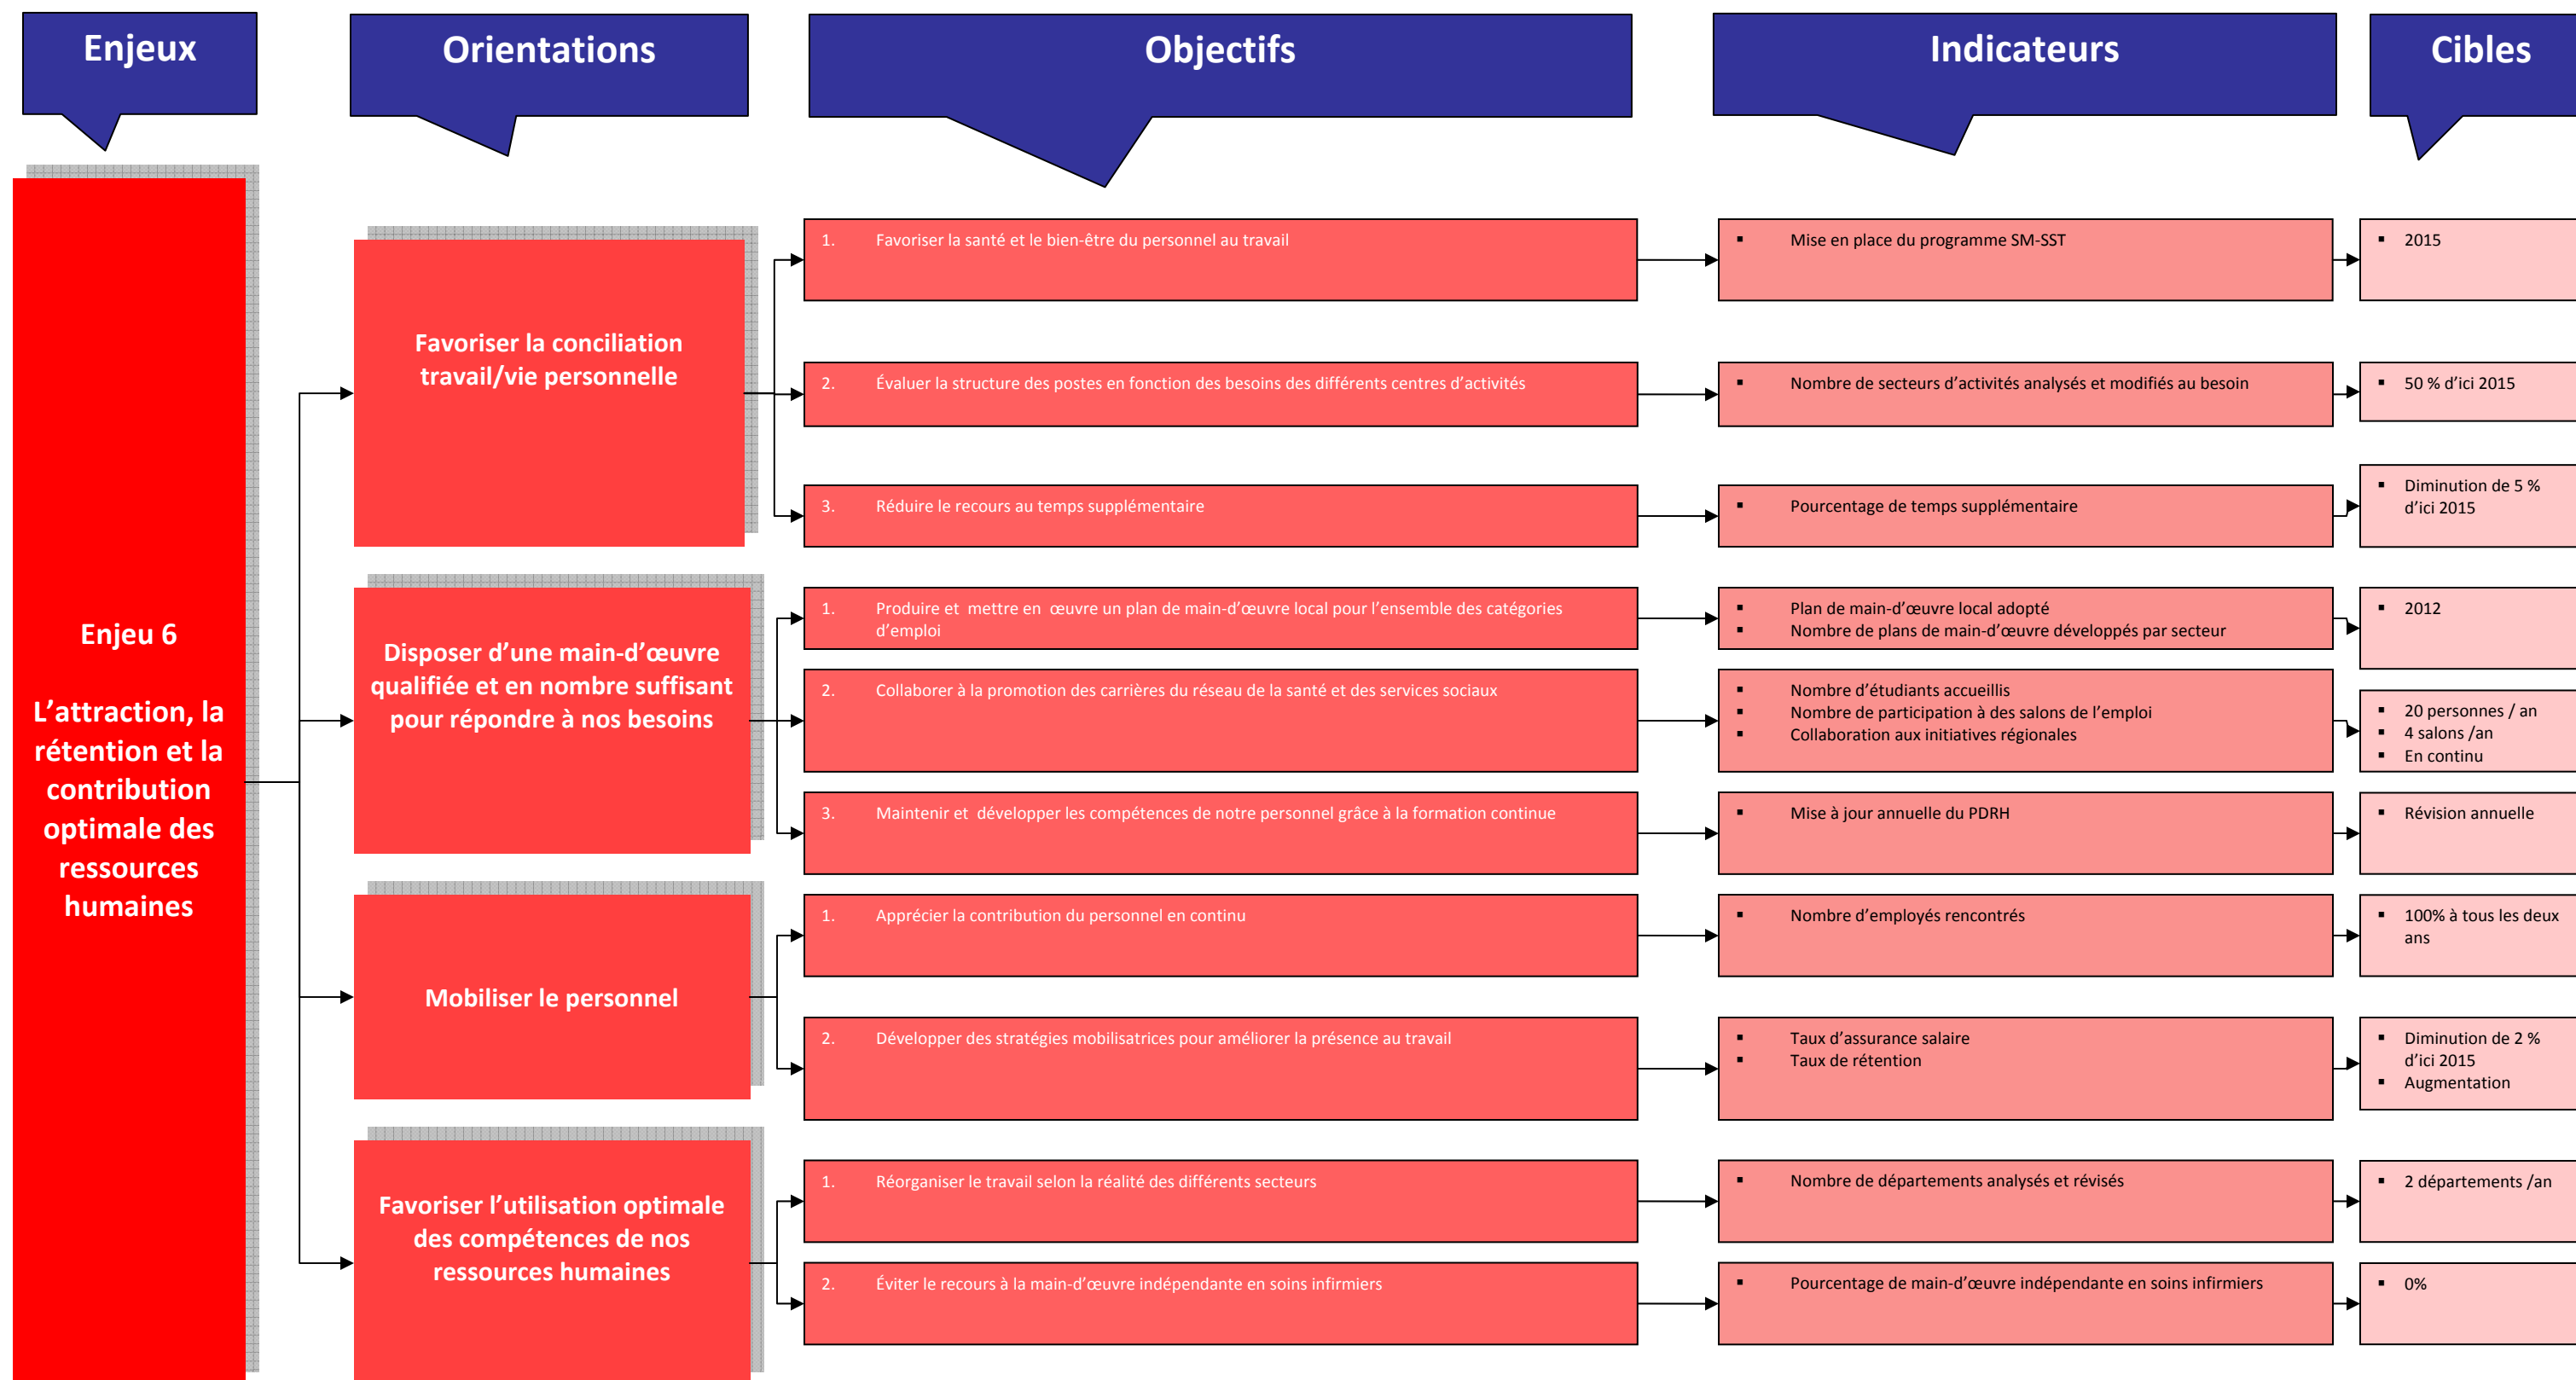 Enjeux
Orientations
Objectifs
Indicateurs
Cibles
Enjeu 6
L’attraction, la
rétention et la
contribution
optimale des
ressources
humaines
Favoriser la conciliation
travail/vie personnelle
1. Favoriser la santé et le bien-être du personnel au travail
▪ Mise en place du programme SM-SST
▪ 2015
2. Évaluer la structure des postes en fonction des besoins des différents centres d’activités
▪ Nombre de secteurs d’activités analysés et modifiés au besoin
▪ 50 % d’ici 2015
3. Réduire le recours au temps supplémentaire
▪ Pourcentage de temps supplémentaire
▪ Diminution de 5 %
d’ici 2015
Disposer d’une main-d’œuvre
qualifiée et en nombre suffisant
pour répondre à nos besoins
1. Produire et mettre en œuvre un plan de main-d’œuvre local pour l’ensemble des catégories
d’emploi
▪ Plan de main-d’œuvre local adopté
▪ Nombre de plans de main-d’œuvre développés par secteur
▪ 2012
2. Collaborer à la promotion des carrières du réseau de la santé et des services sociaux
▪ Nombre d’étudiants accueillis
▪ Nombre de participation à des salons de l’emploi
▪ Collaboration aux initiatives régionales
▪ 20 personnes / an
▪ 4 salons /an
▪ En continu
3. Maintenir et développer les compétences de notre personnel grâce à la formation continue
▪ Mise à jour annuelle du PDRH
▪ Révision annuelle
Mobiliser le personnel
1. Apprécier la contribution du personnel en continu
▪ Nombre d’employés rencontrés
▪ 100% à tous les deux
ans
2. Développer des stratégies mobilisatrices pour améliorer la présence au travail
▪ Taux d’assurance salaire
▪ Taux de rétention
▪ Diminution de 2 %
d’ici 2015
▪ Augmentation
Favoriser l’utilisation optimale
des compétences de nos
ressources humaines
1. Réorganiser le travail selon la réalité des différents secteurs
▪ Nombre de départements analysés et révisés
▪ 2 départements /an
2. Éviter le recours à la main-d’œuvre indépendante en soins infirmiers
▪ Pourcentage de main-d’œuvre indépendante en soins infirmiers
▪ 0%